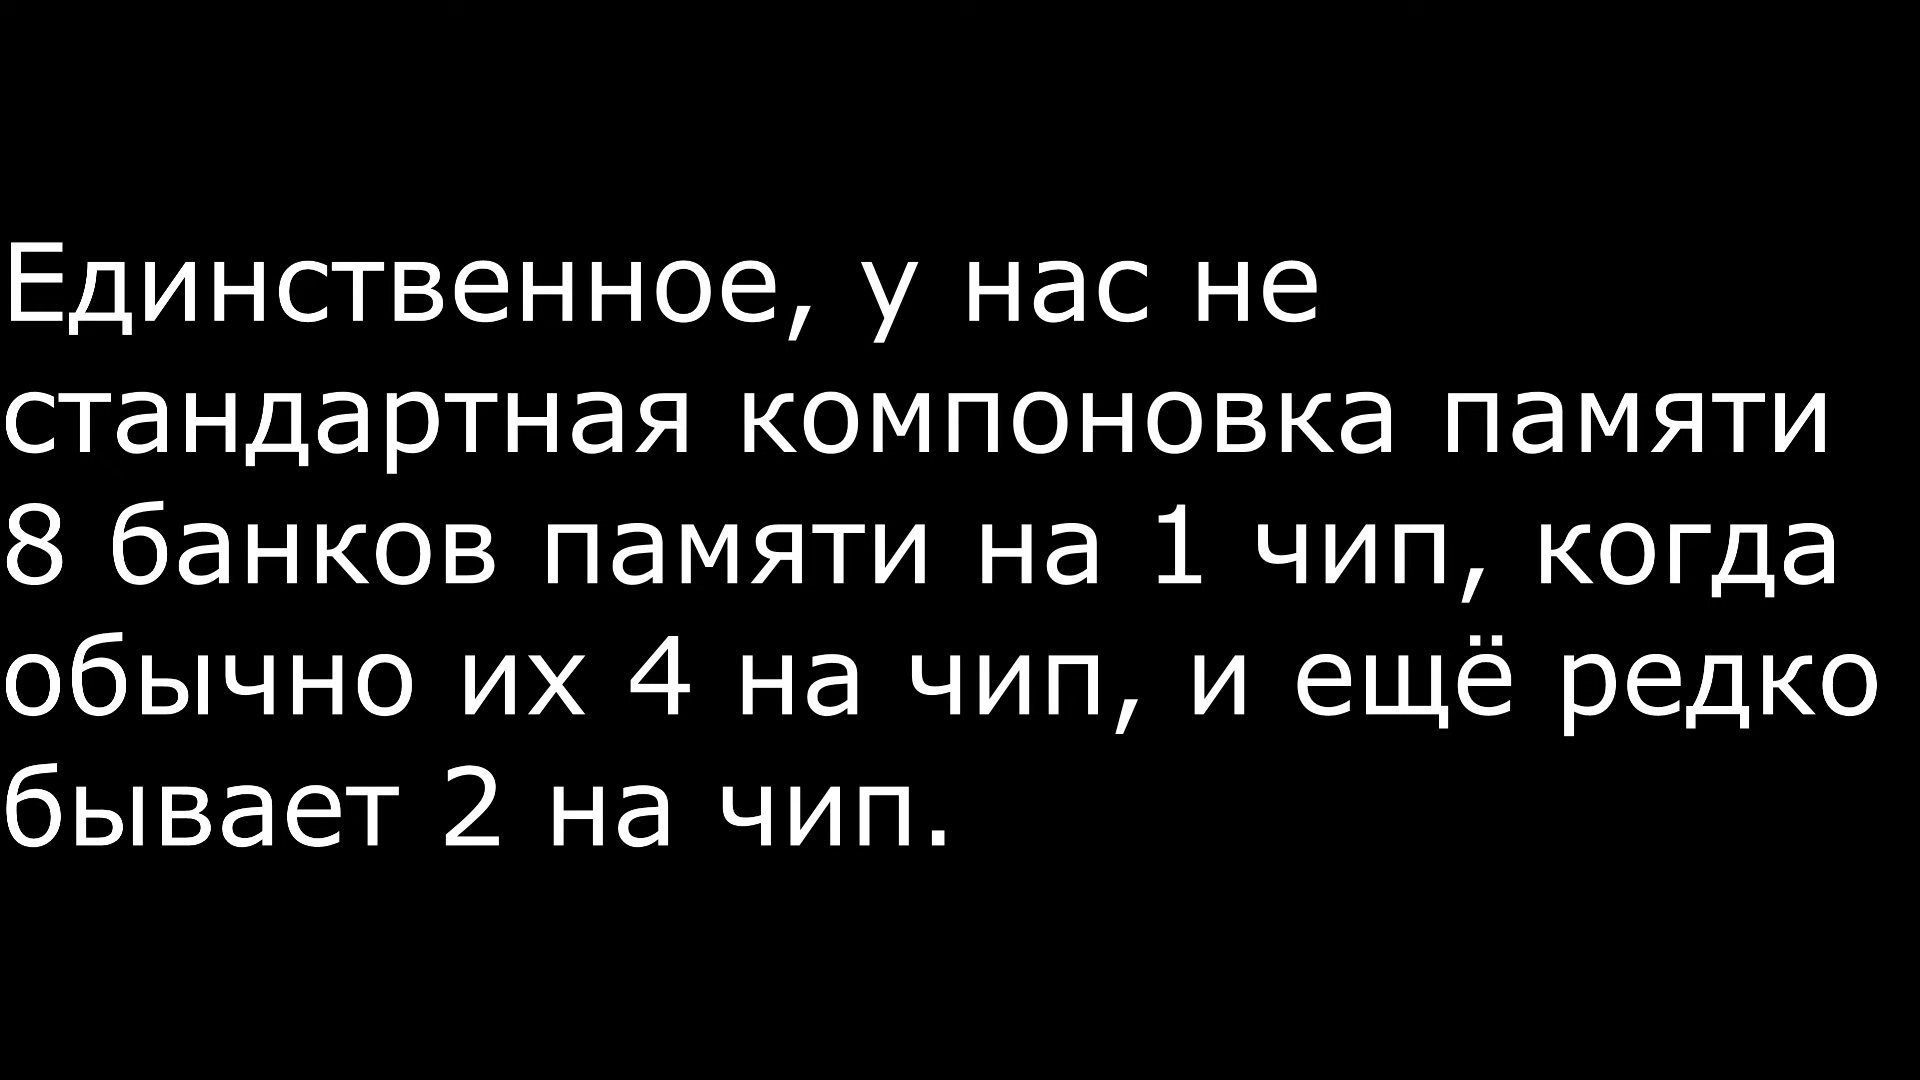 Единственное, у нас не
стандартная компоновка памяти
8 банков памяти на 1 чип, когда
обычно их 4 на чип, и ещё редко
бывает 2 на чип.